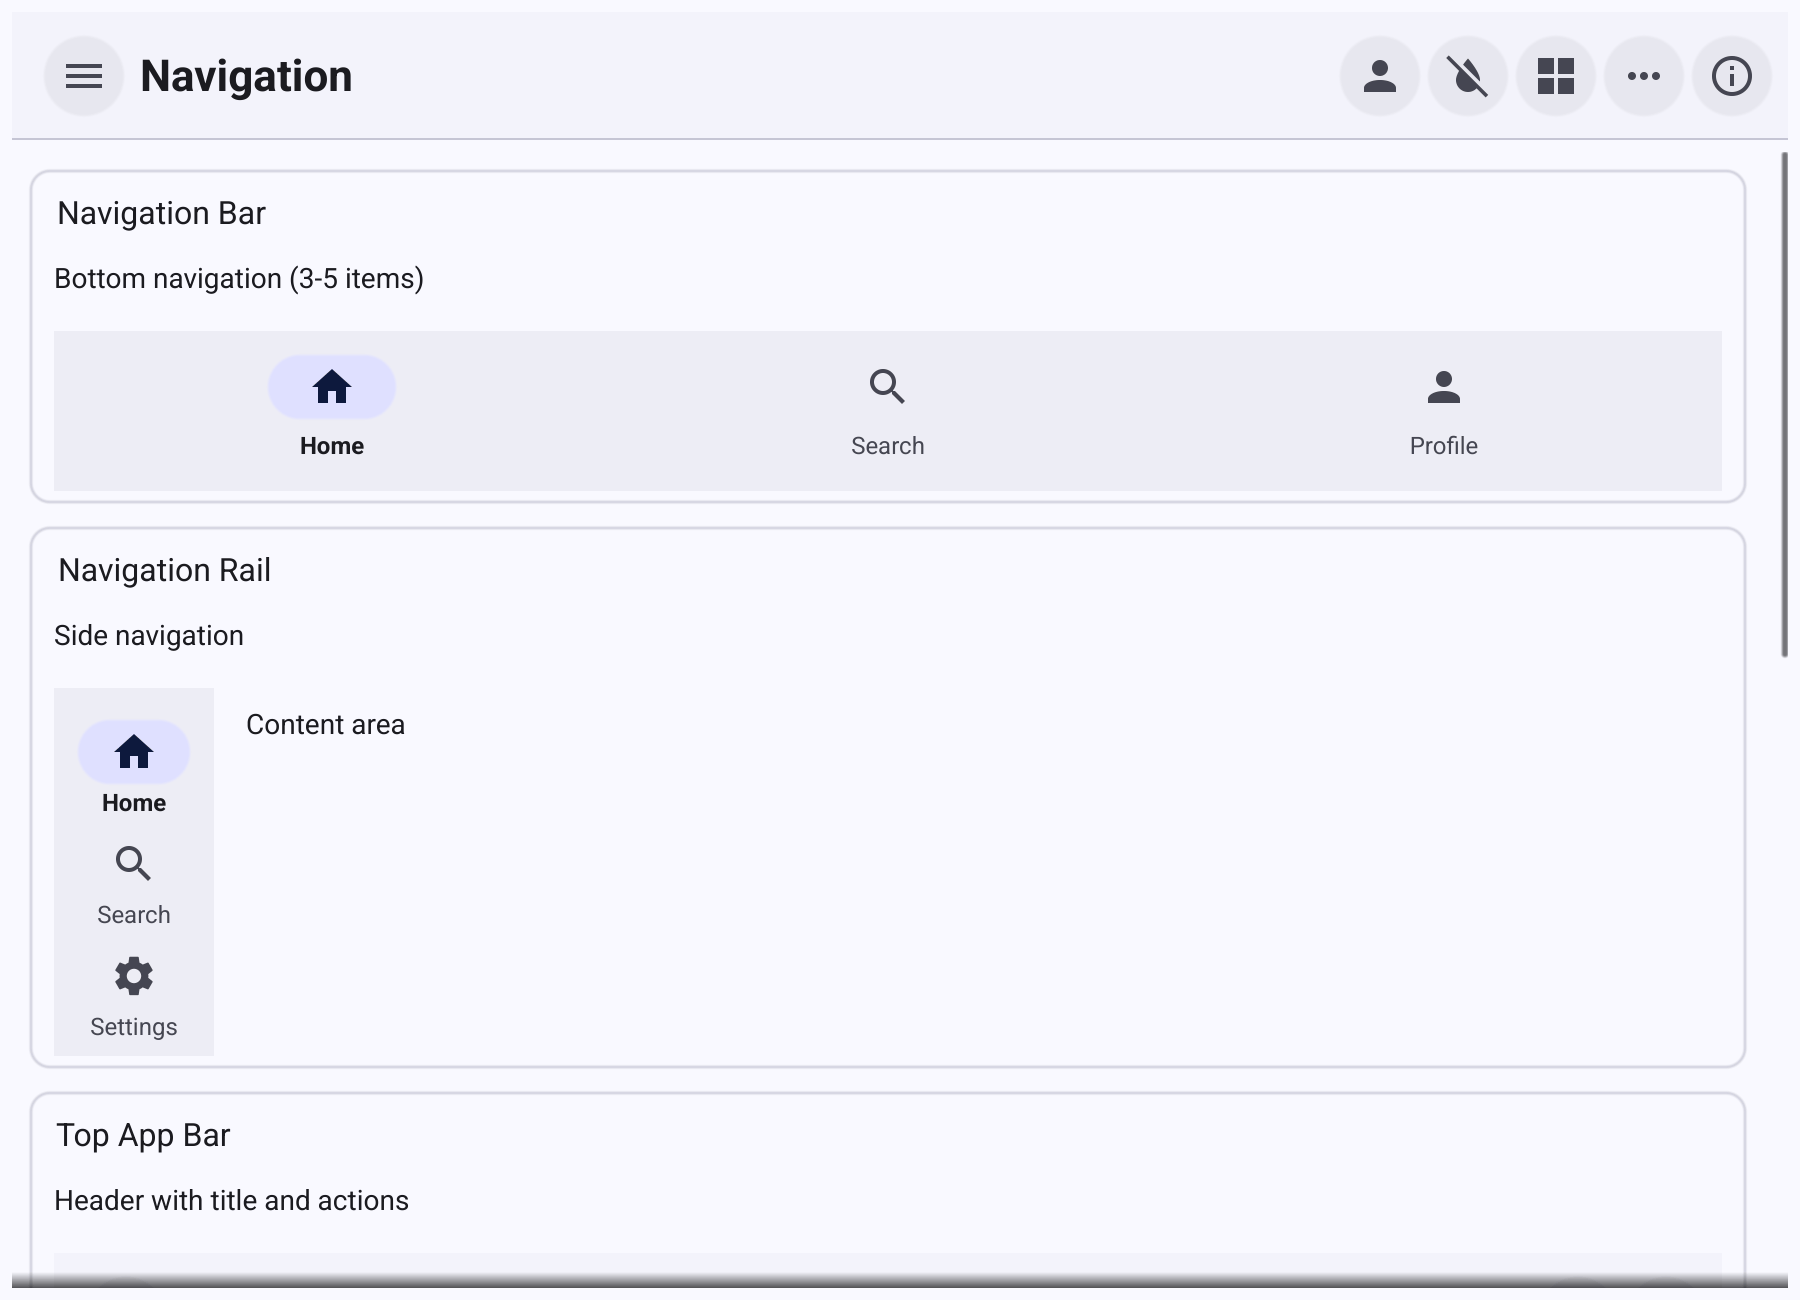 Navigation
Navigation Bar
Bottom navigation (3-5 items)
Home
Search
Profile
Navigation Rail
Side navigation
Content area
Home
Search
Settings
Top App Bar
Header with title and actions